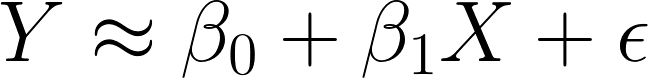 Y ≈ β₀ + β₁X + ϵ